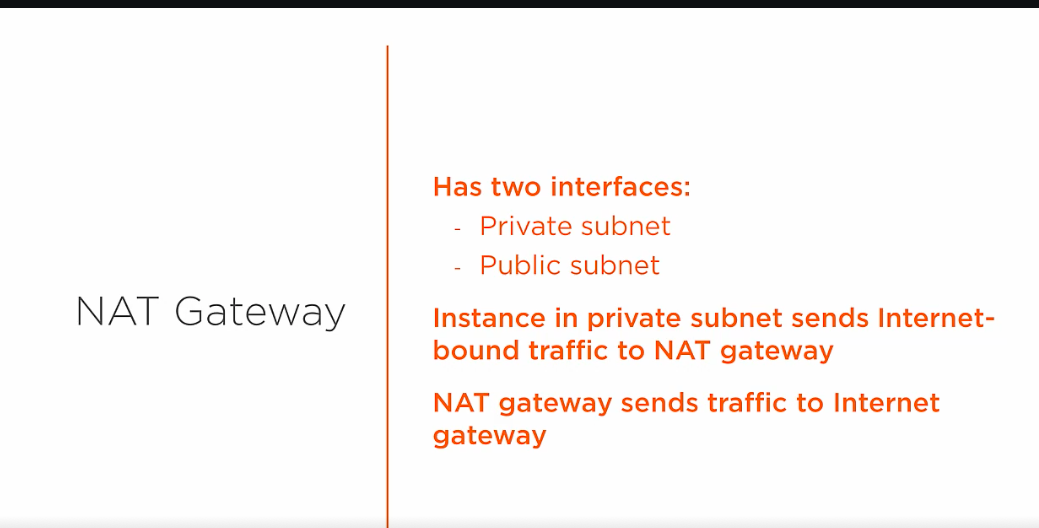 NAT Gateway
Has two interfaces:
- Private subnet
- Public subnet
Instance in private subnet sends Internet-
bound traffic to NAT gateway
NAT gateway sends traffic to Internet
gateway